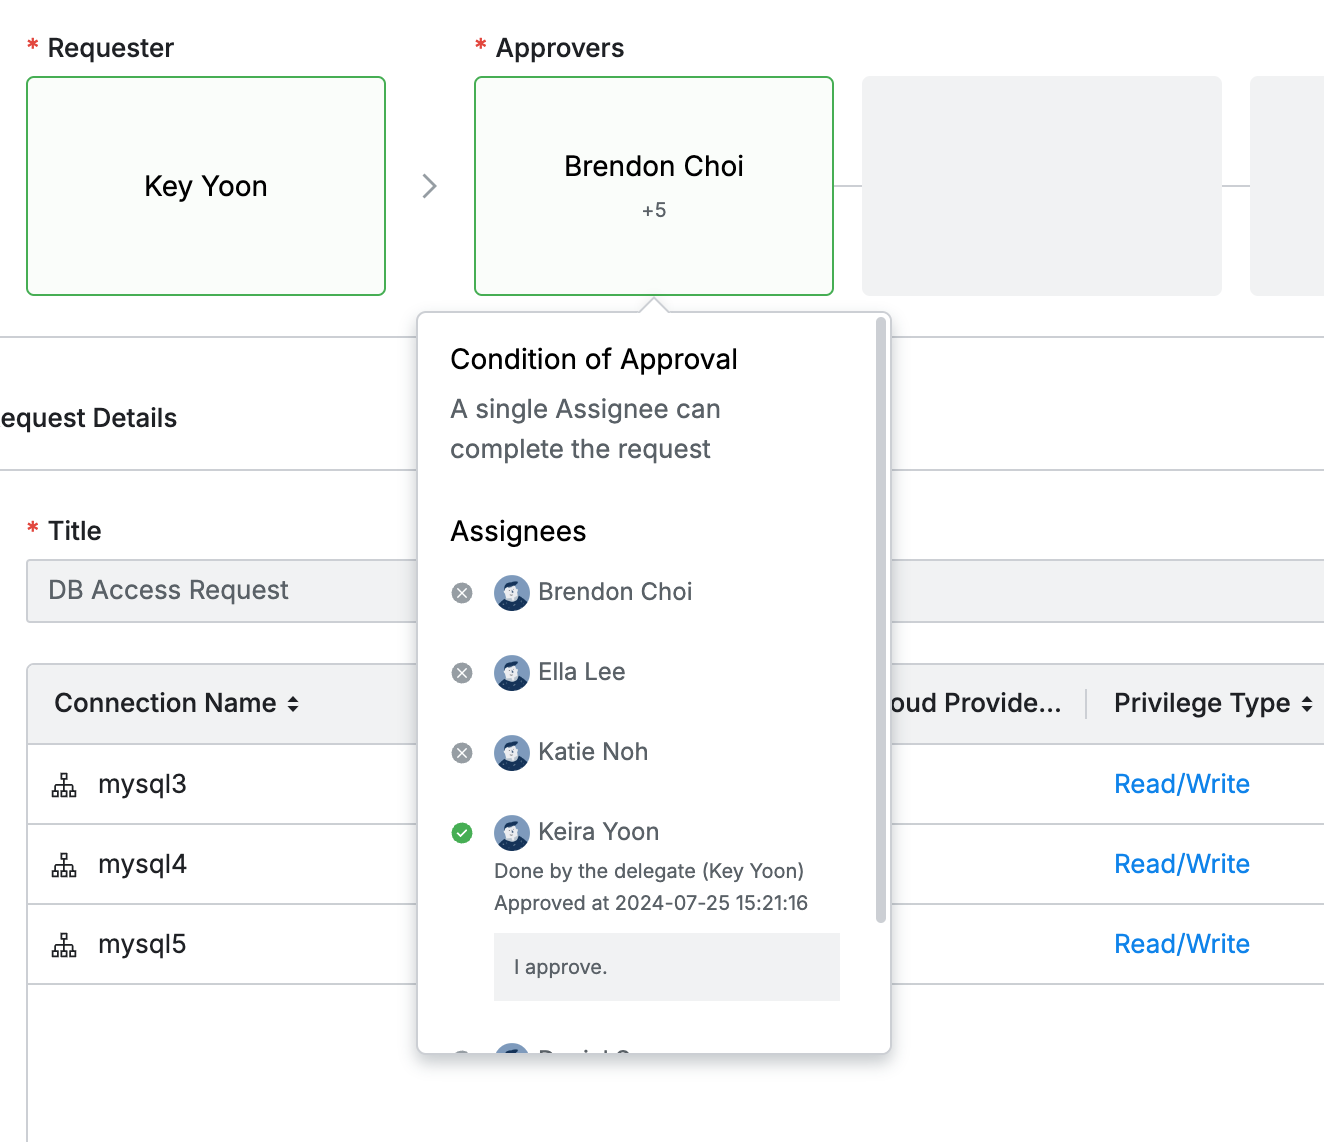 * Requester
* Approvers
Key Yoon
Brendon Choi
+5
Condition of Approval
A single Assignee can
complete the request
equest Details
Assignees
* Title
DB Access Request
Brendon Choi
Ella Lee
Connection Name
oud Provide...
Privilege Type
Katie Noh
mysql3
Read/Write
Keira Yoon
Done by the delegate (Key Yoon)
Approved at 2024-07-25 15:21:16
mysql4
Read/Write
I approve.
mysql5
Read/Write